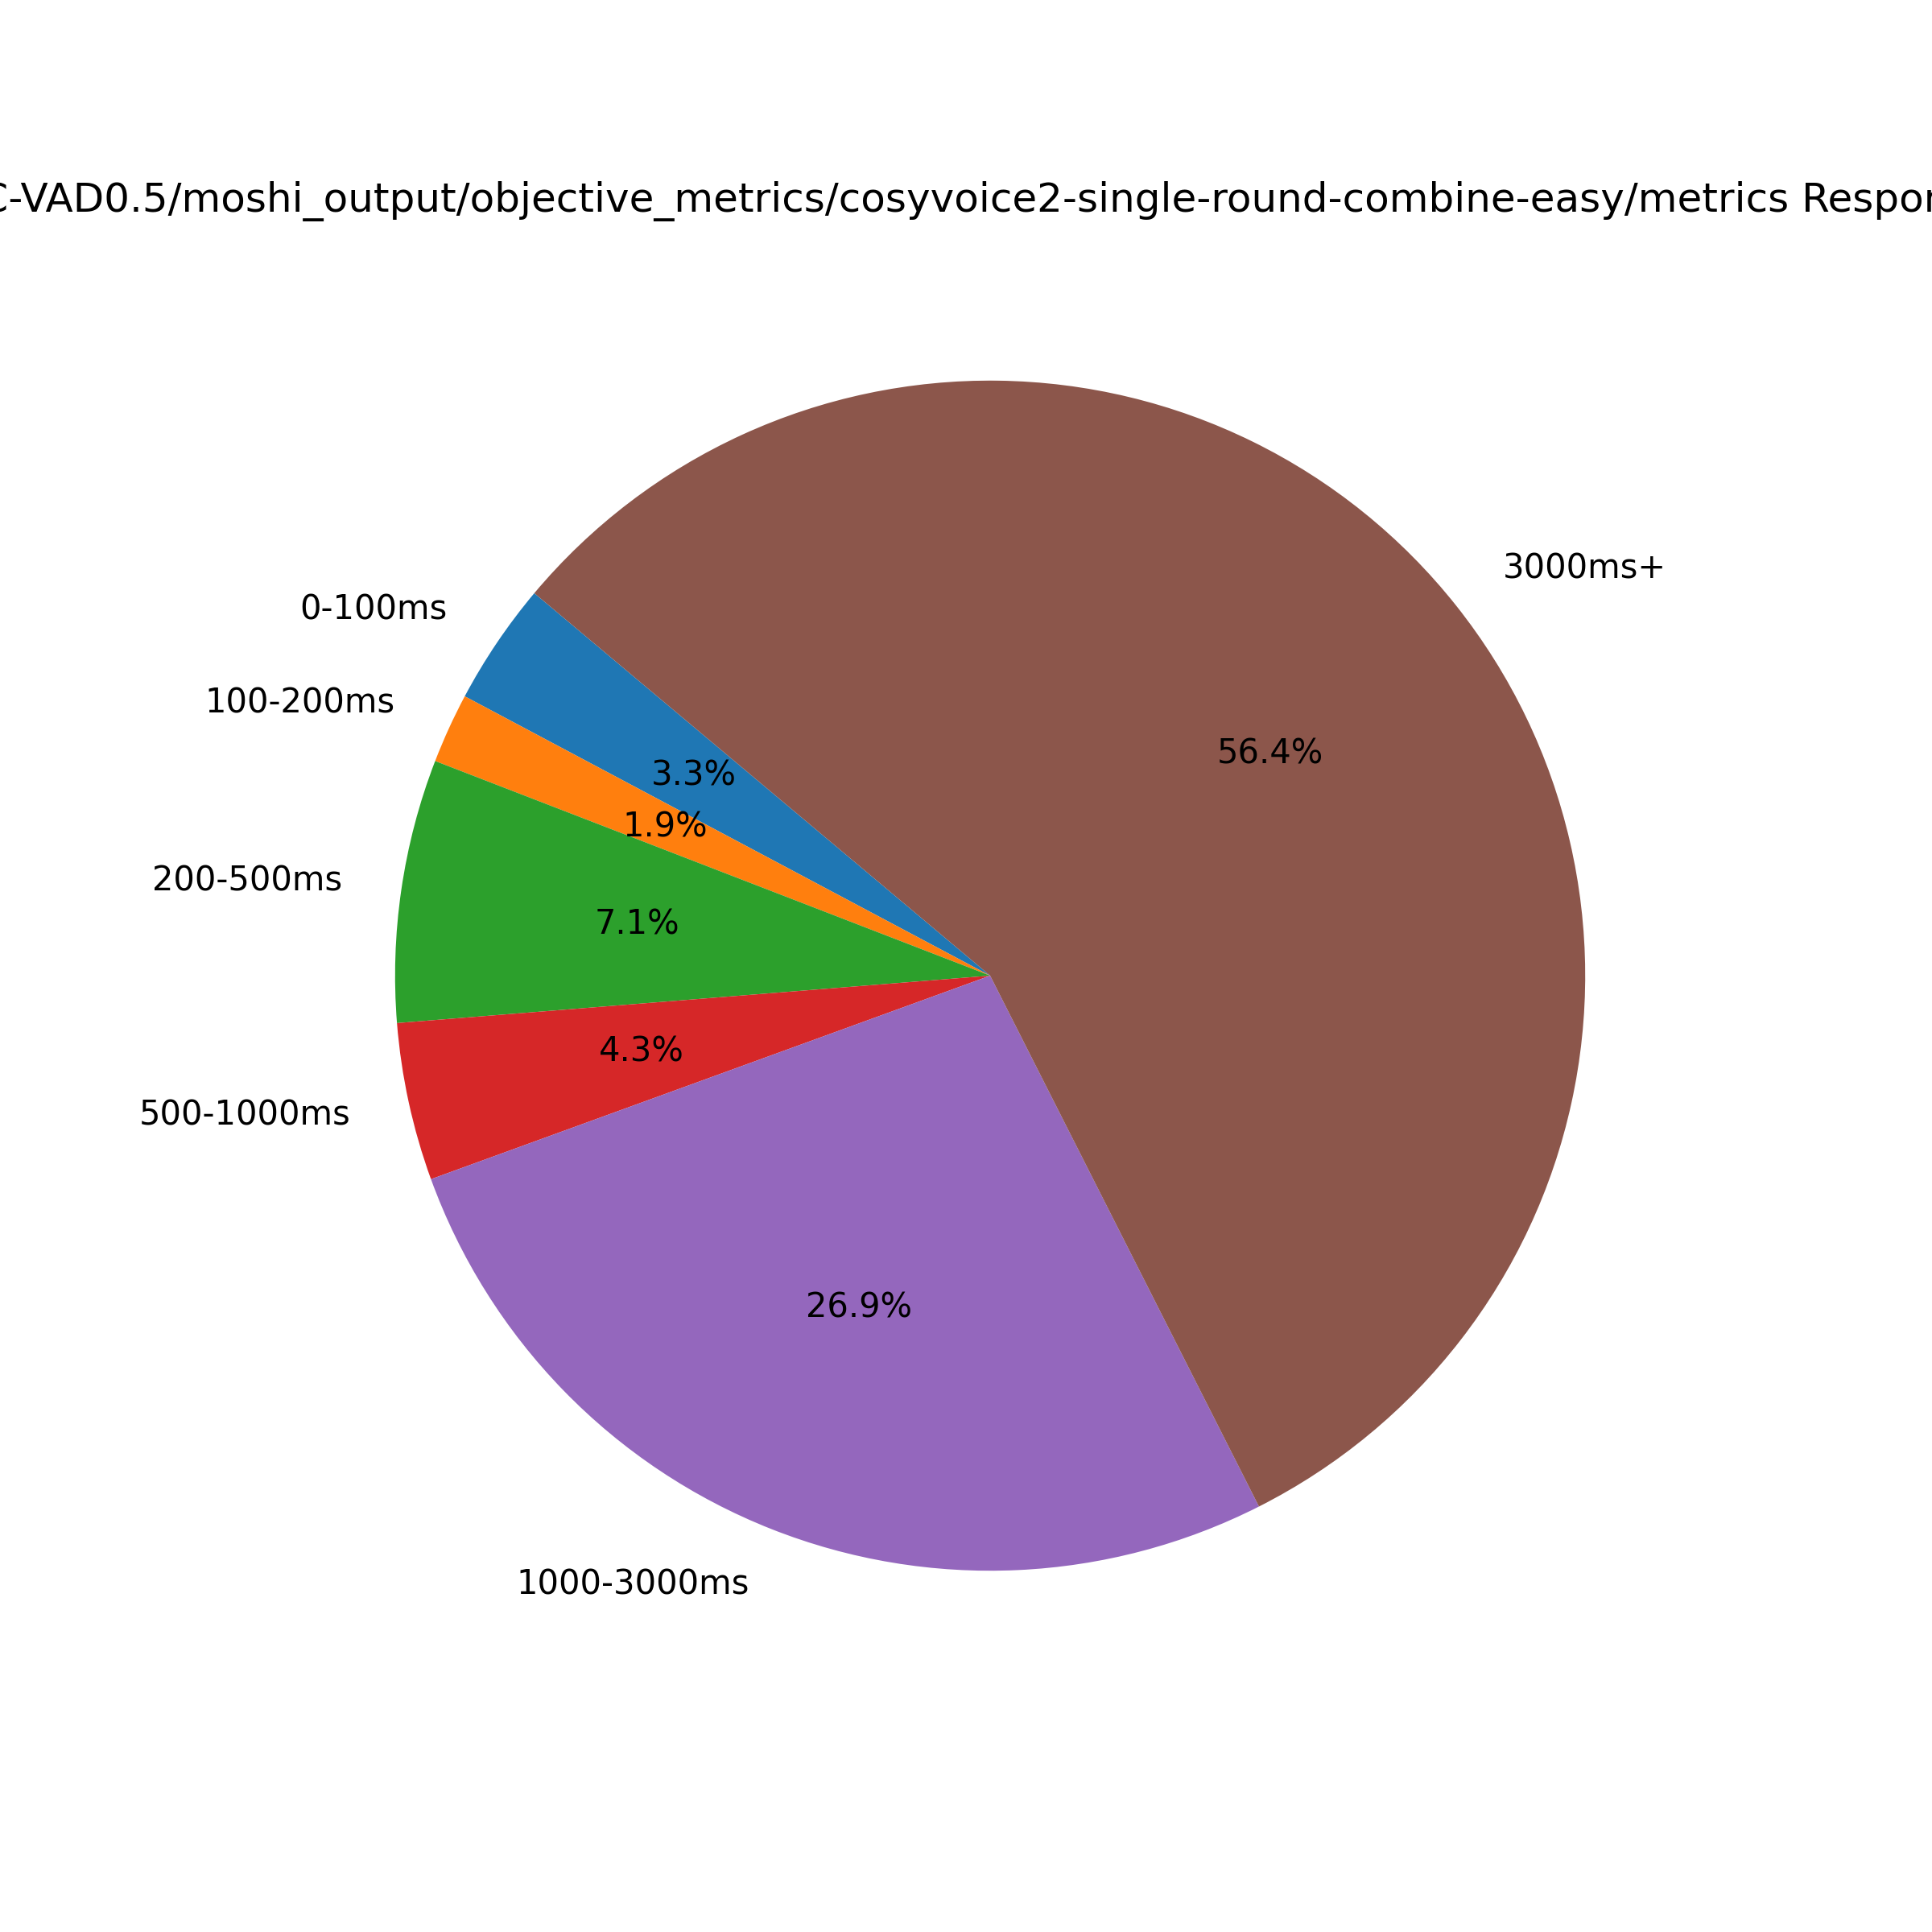 -VAD0.5/moshi_output/objective_metrics/cosyvoice2-single-round-combine-easy/metrics Respon
3000ms+
0-100ms
100-200ms
56.4%
3.3%
1.9%
200-500ms
7.1%
4.3%
500-1000ms
26.9%
1000-3000ms